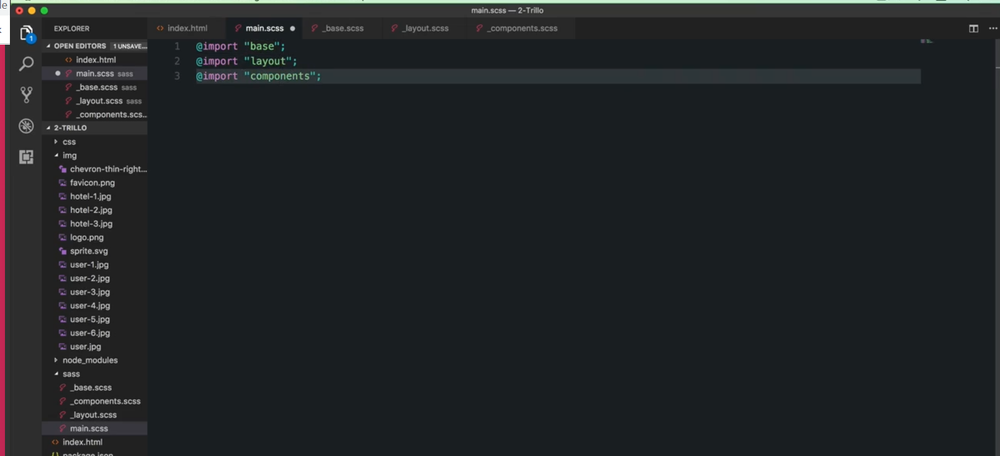 main.scss — 2-Trillo
EXPLORER
index.html
main.scss
_base.scss
_layout.scss
_components.scss
OPEN EDITORS 1 UNSAVE...
index.html
main.scss sass
_base.scss sass
_layout.scss sass
_components.scs...
2-TRILLO
css
img
chevron-thin-right...
favicon.png
hotel-1.jpg
hotel-2.jpg
hotel-3.jpg
logo.png
sprite.svg
user-1.jpg
user-2.jpg
user-3.jpg
user-4.jpg
user-5.jpg
user-6.jpg
user.jpg
node_modules
sass
_base.scss
_components.scss
_layout.scss
main.scss
index.html
{} package.json
1 @import "base";
2 @import "layout";
3 @import "components";
1